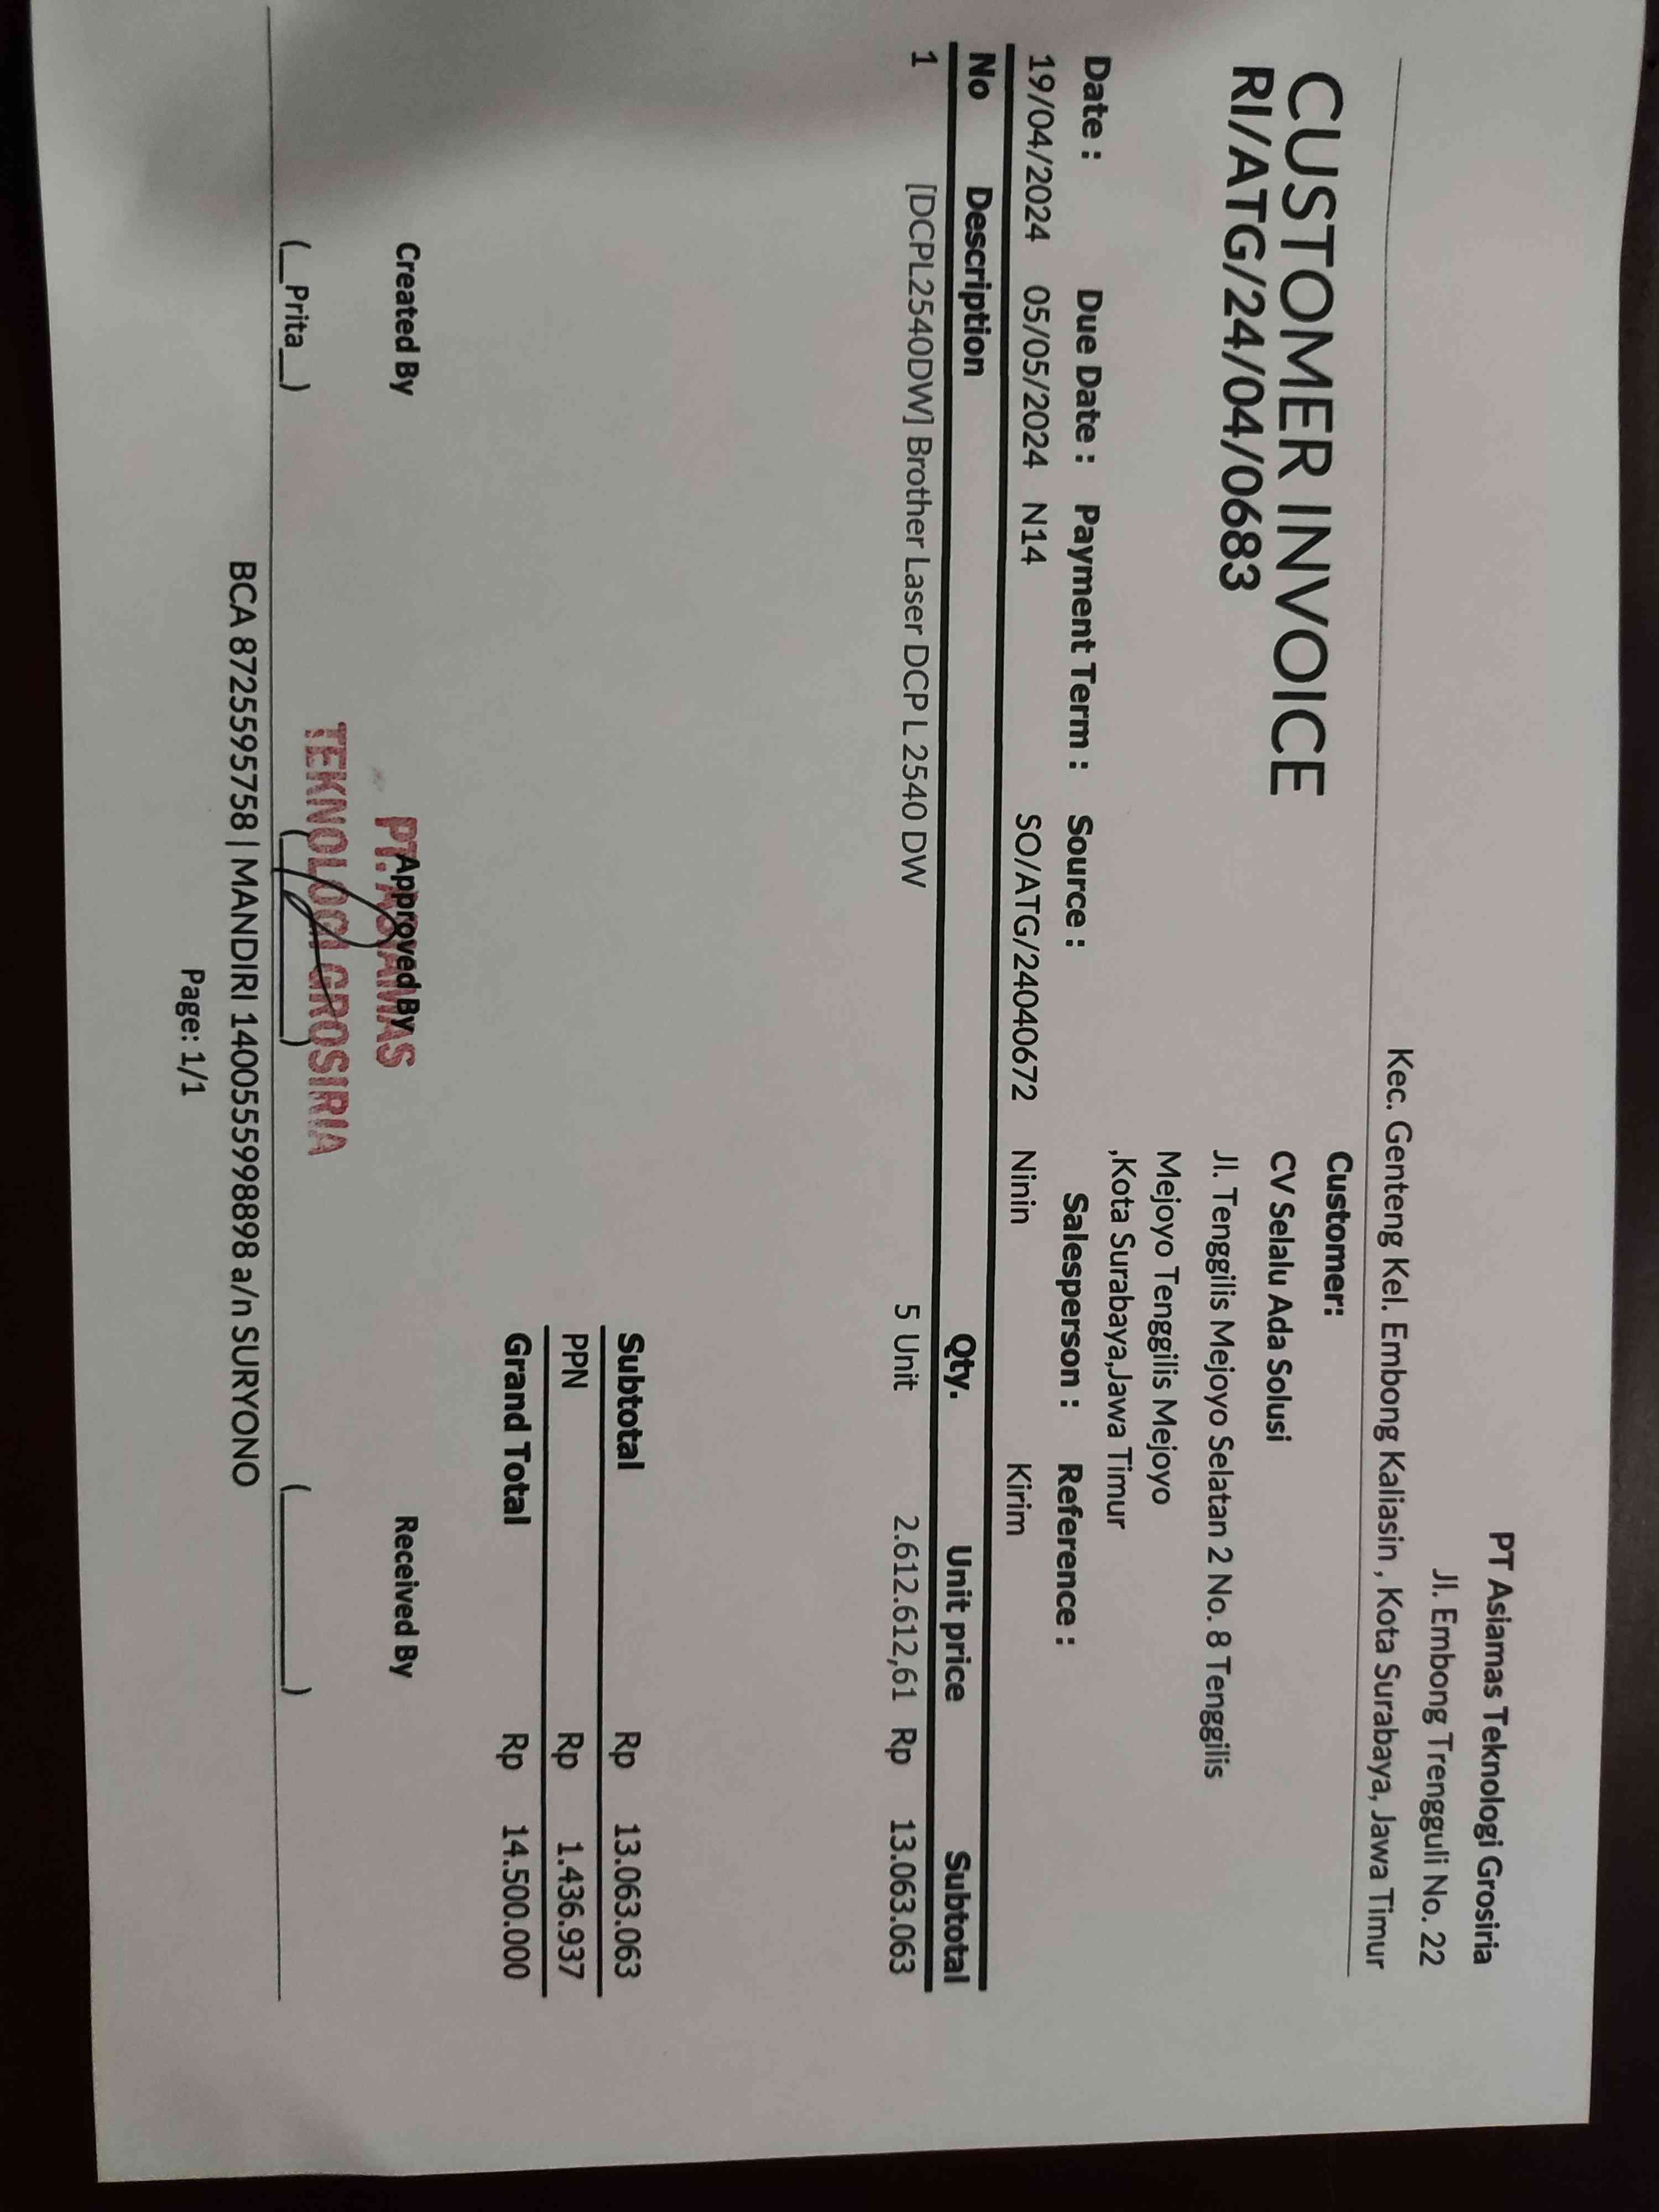 PT Asiamas Teknologi Grosiria
Jl. Embong Trengguli No. 22
Kec. Genteng Kel. Embong Kaliasin , Kota Surabaya, Jawa Timur
CUSTOMER INVOICE
RI/ATG/24/04/0683
Customer:
CV Selalu Ada Solusi
Jl. Tenggilis Mejoyo Selatan 2 No. 8 Tenggilis
Mejoyo Tenggilis Mejoyo
,Kota Surabaya,Jawa Timur
Date : Due Date : Payment Term : Source : Salesperson : Reference :
19/04/2024 05/05/2024 N14 SO/ATG/24040672 Ninin Kirim
No Description Qty. Unit price Subtotal
1 [DCPL2540DW] Brother Laser DCP L 2540 DW 5 Unit 2.612.612,61 Rp 13.063.063
Subtotal Rp 13.063.063
PPN Rp 1.436.937
Grand Total Rp 14.500.000
Created By Approved By Received By
PT. ASIAMAS
TEKNOLOGI GROSIRIA
(__Prita__) (________) (________)
BCA 8725595758 | MANDIRI 1400555998898 a/n SURYONO
Page: 1/1